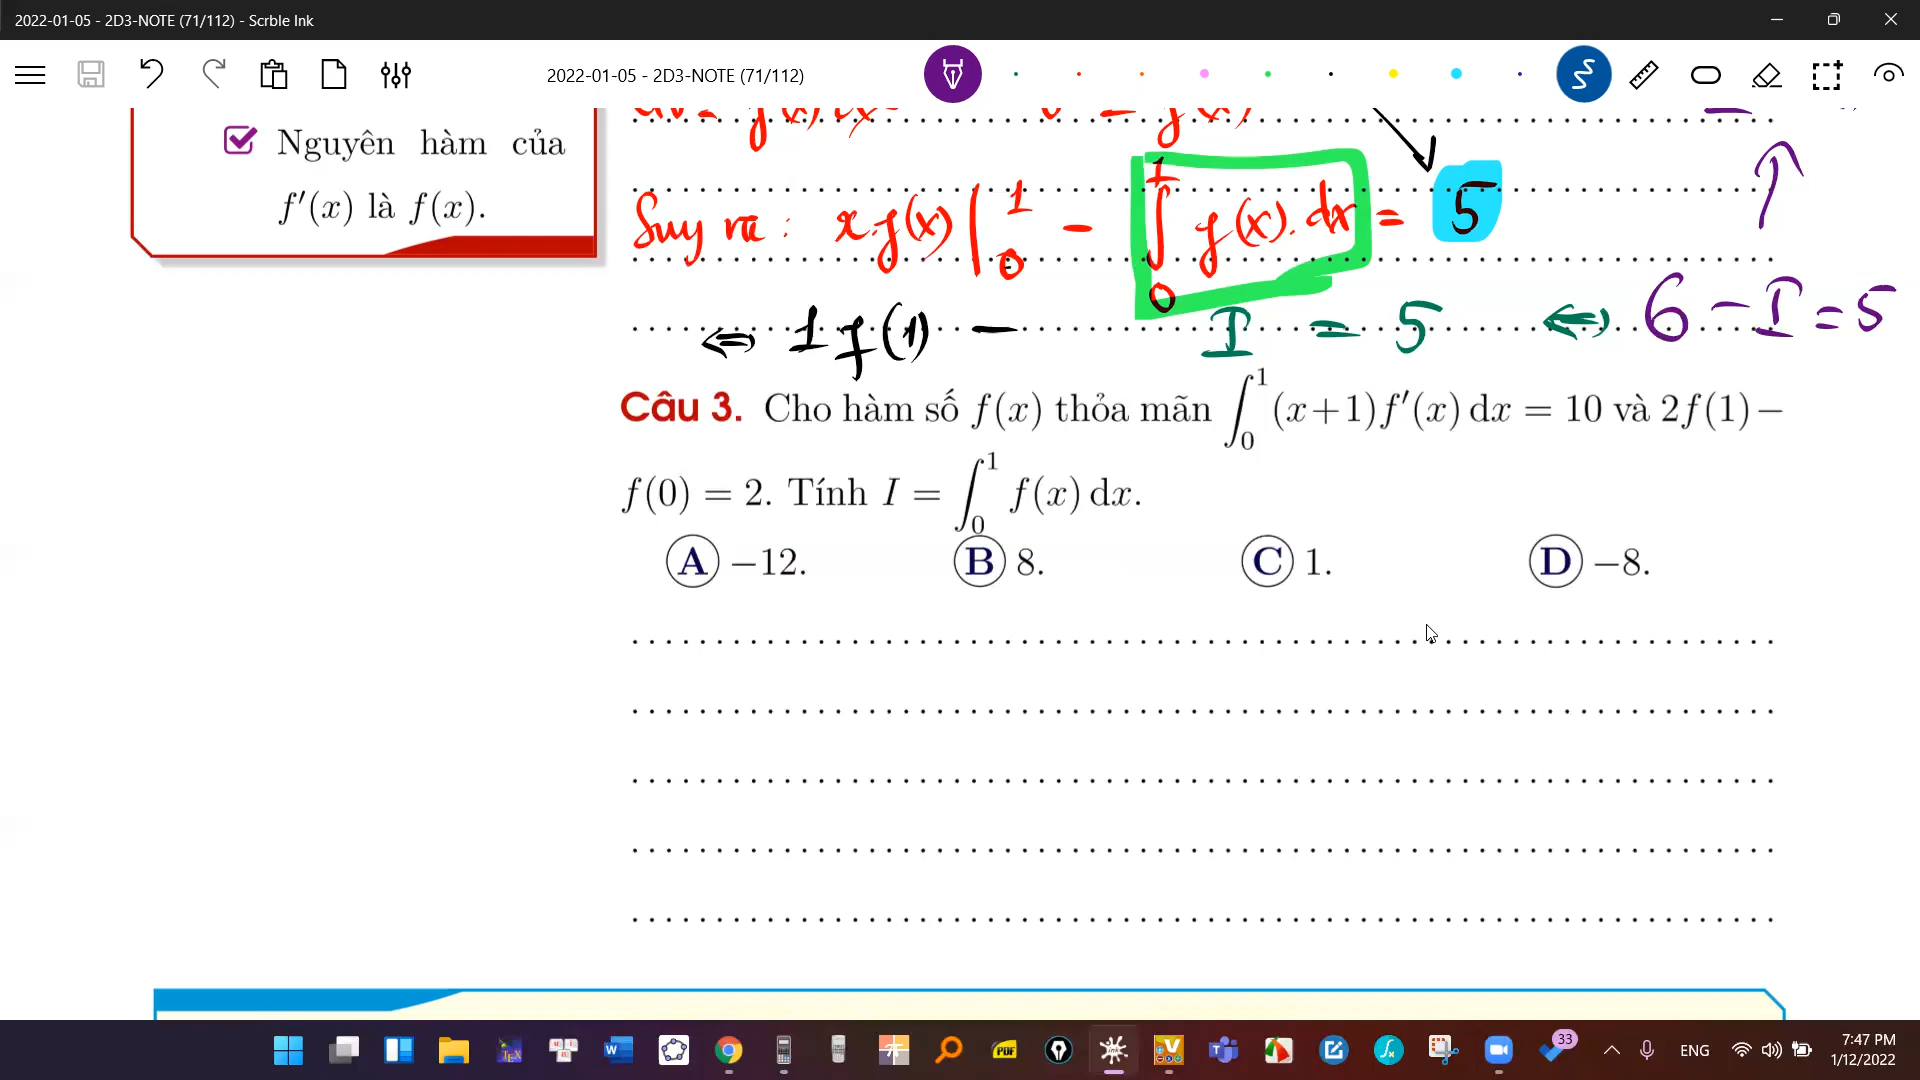 2022-01-05 - 2D3-NOTE (71/112) - Scrble Ink
2022-01-05 - 2D3-NOTE (71/112)
Nguyên hàm của
f′(x) là f(x).
Suy ra : x.f(x) |₀¹ − ∫₀¹ f(x).dx = 5
⇔ 1f(1) − I = 5 ⇔ 6 − I = 5
Câu 3. Cho hàm số f(x) thỏa mãn ∫₀¹ (x+1)f′(x) dx = 10 và 2f(1) −
f(0) = 2. Tính I = ∫₀¹ f(x) dx.
A −12. B 8. C 1. D −8.
33
ENG
7:47 PM
1/12/2022